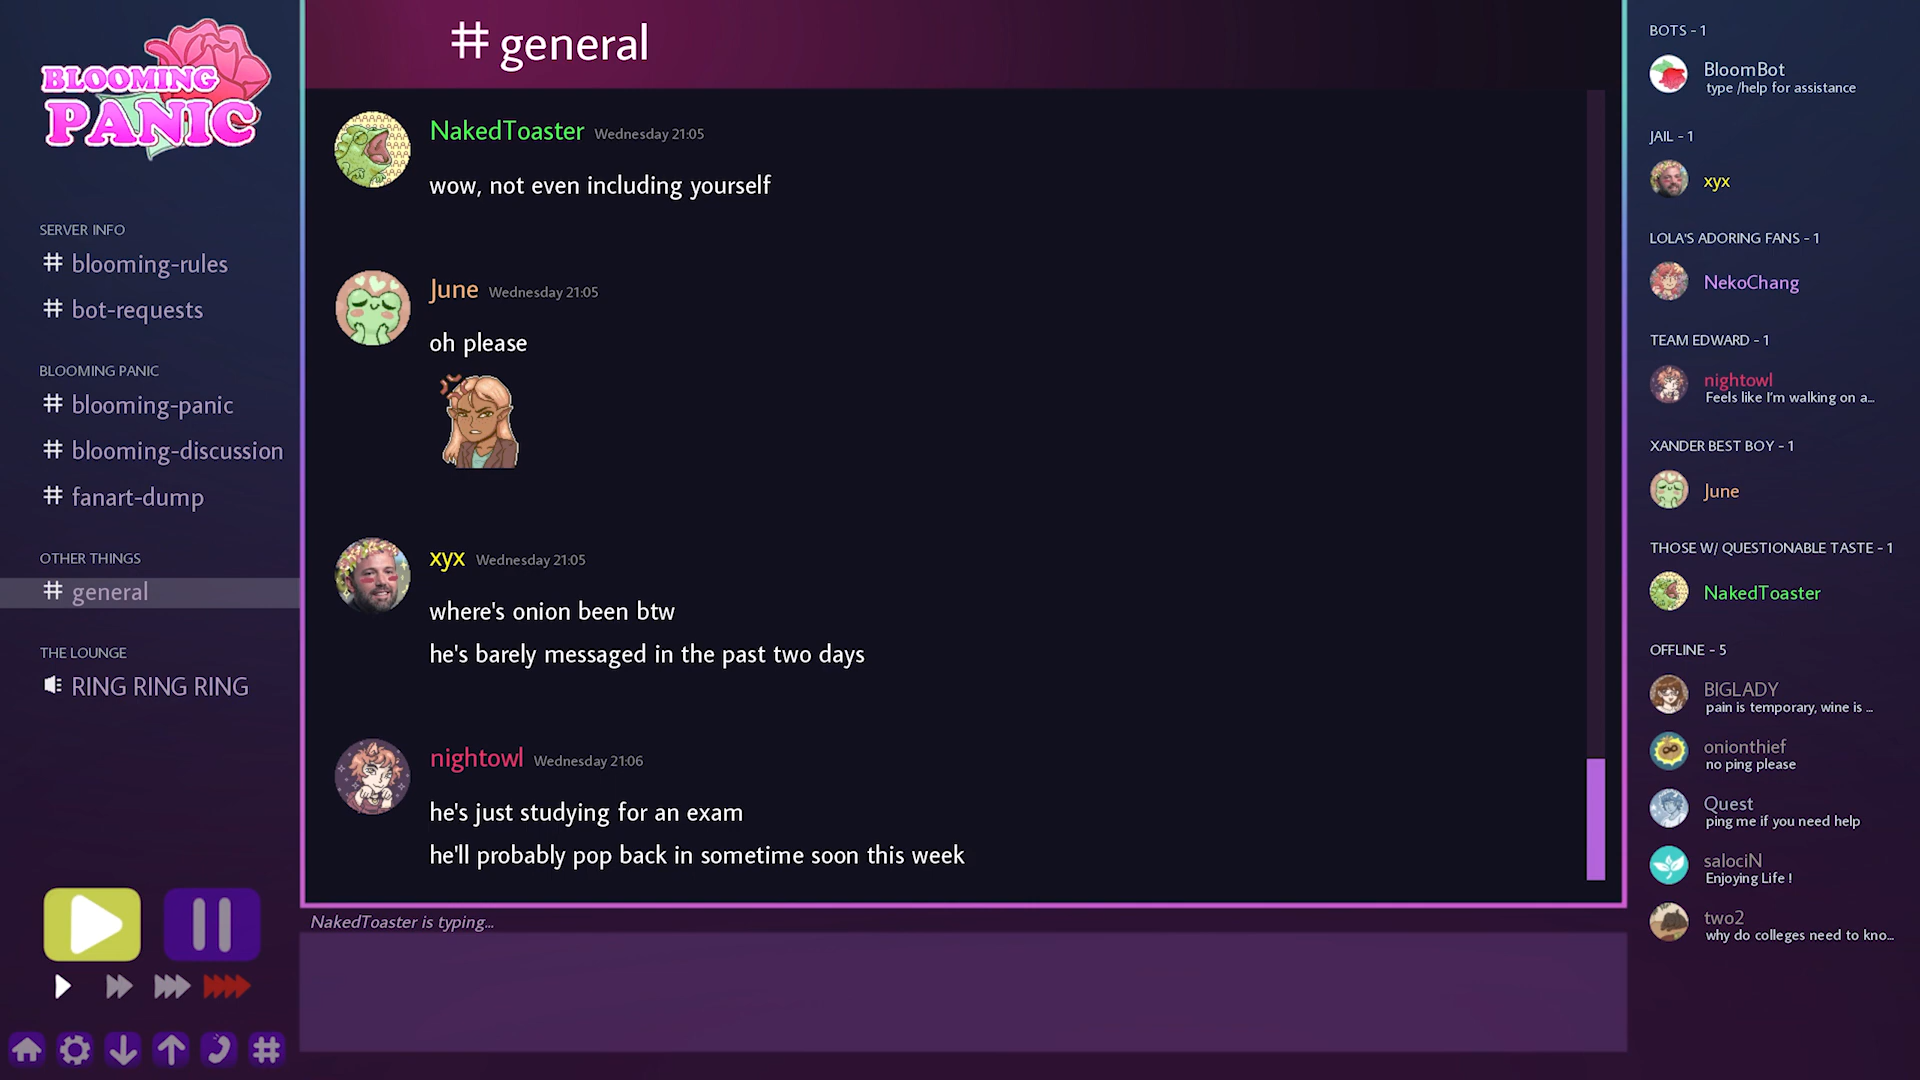 BLOOMING
PANIC
SERVER INFO
# blooming-rules
# bot-requests
BLOOMING PANIC
# blooming-panic
# blooming-discussion
# fanart-dump
OTHER THINGS
# general
THE LOUNGE
RING RING RING
# general
NakedToaster Wednesday 21:05
wow, not even including yourself
June Wednesday 21:05
oh please
xyx Wednesday 21:05
where's onion been btw
he's barely messaged in the past two days
nightowl Wednesday 21:06
he's just studying for an exam
he'll probably pop back in sometime soon this week
NakedToaster is typing...
BOTS - 1
BloomBot
type /help for assistance
JAIL - 1
xyx
LOLA'S ADORING FANS - 1
NekoChang
TEAM EDWARD - 1
nightowl
Feels like I'm walking on a...
XANDER BEST BOY - 1
June
THOSE W/ QUESTIONABLE TASTE - 1
NakedToaster
OFFLINE - 5
BIGLADY
pain is temporary, wine is ...
onionthief
no ping please
Quest
ping me if you need help
salociN
Enjoying Life !
two2
why do colleges need to kno...